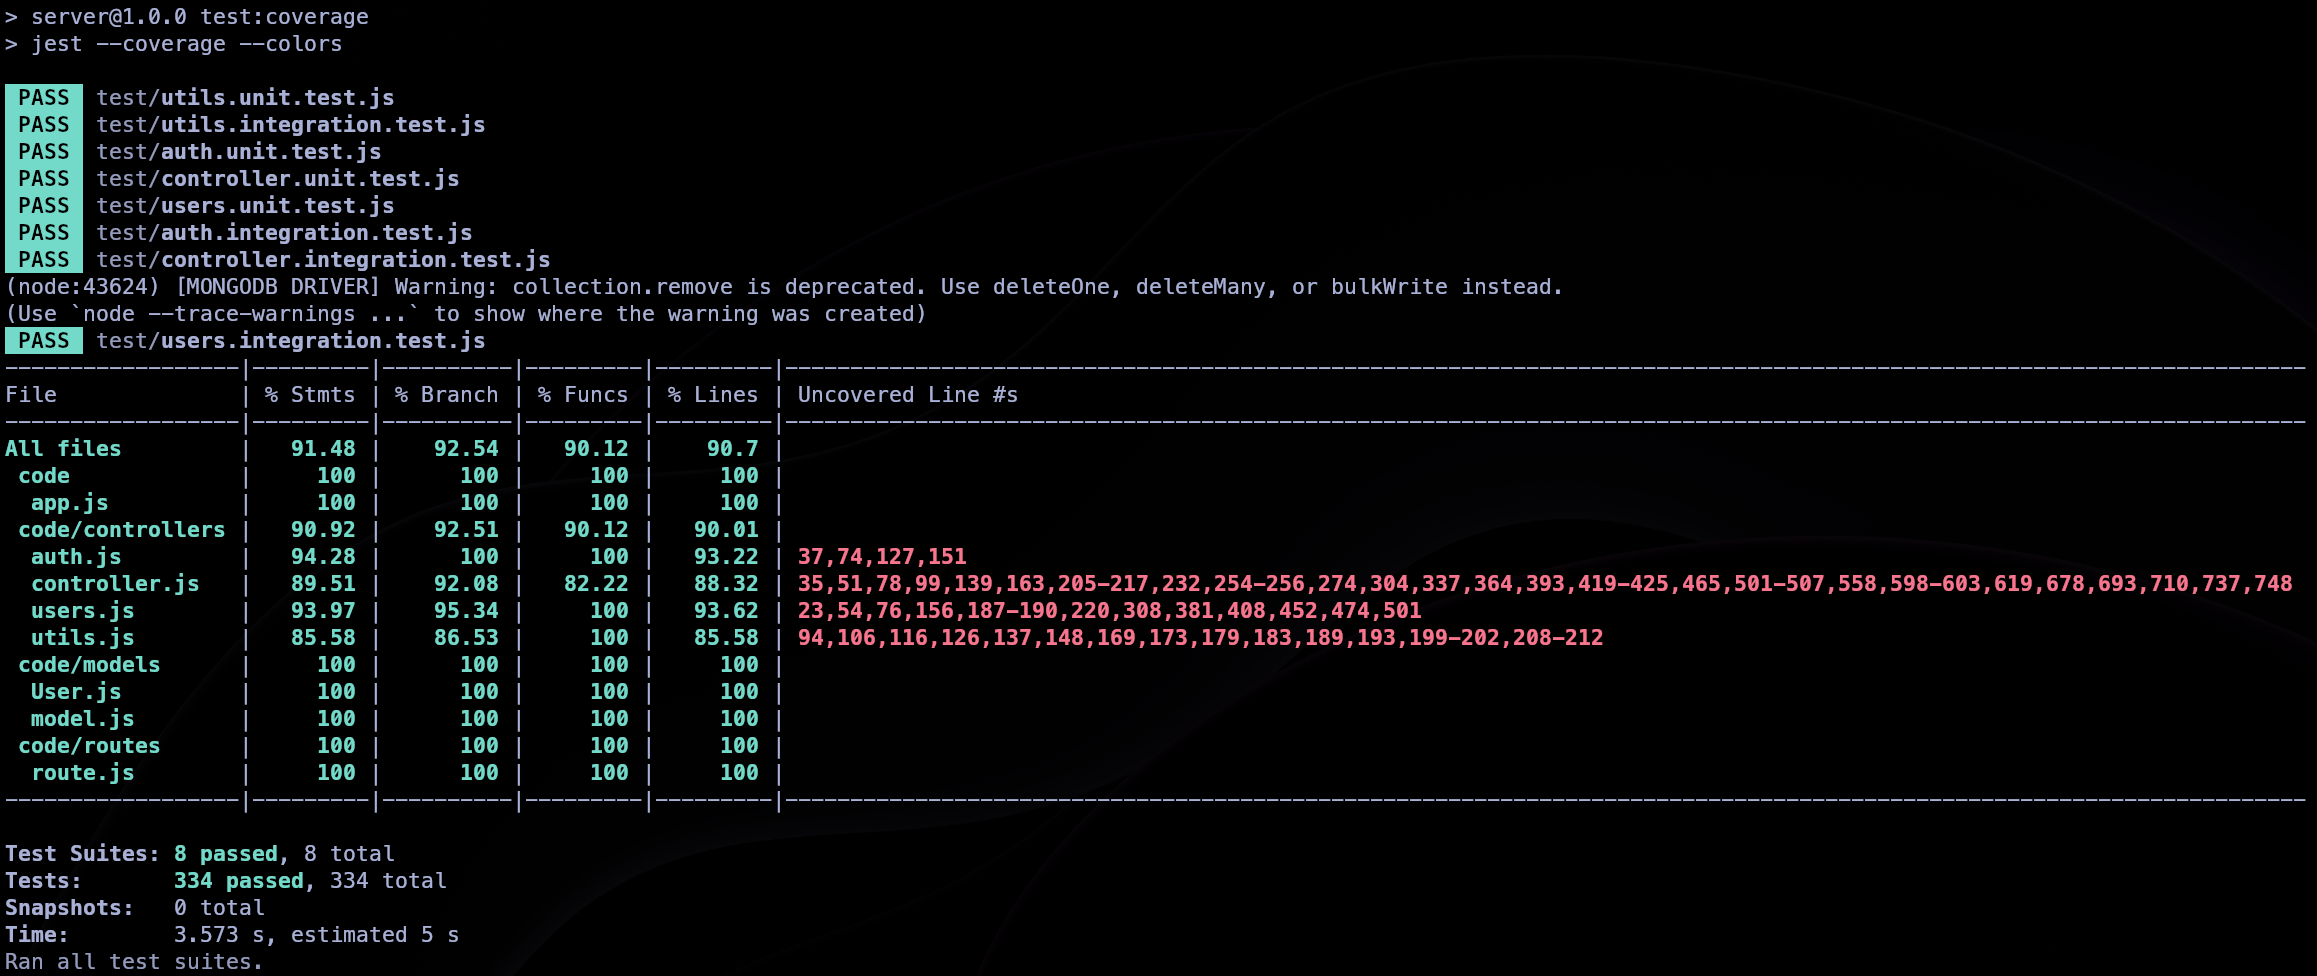 > server@1.0.0 test:coverage
> jest --coverage --colors
PASS test/utils.unit.test.js
PASS test/utils.integration.test.js
PASS test/auth.unit.test.js
PASS test/controller.unit.test.js
PASS test/users.unit.test.js
PASS test/auth.integration.test.js
PASS test/controller.integration.test.js
(node:43624) [MONGODB DRIVER] Warning: collection.remove is deprecated. Use deleteOne, deleteMany, or bulkWrite instead.
(Use `node --trace-warnings ...` to show where the warning was created)
PASS test/users.integration.test.js
------------------|---------|----------|---------|---------|---------------------------------------------------------------------------------------------------------------------
File              | % Stmts | % Branch | % Funcs | % Lines | Uncovered Line #s
------------------|---------|----------|---------|---------|---------------------------------------------------------------------------------------------------------------------
All files         |   91.48 |    92.54 |   90.12 |    90.7 |
 code             |     100 |      100 |     100 |     100 |
  app.js          |     100 |      100 |     100 |     100 |
 code/controllers |   90.92 |    92.51 |   90.12 |   90.01 |
  auth.js         |   94.28 |      100 |     100 |   93.22 | 37,74,127,151
  controller.js   |   89.51 |    92.08 |   82.22 |   88.32 | 35,51,78,99,139,163,205-217,232,254-256,274,304,337,364,393,419-425,465,501-507,558,598-603,619,678,693,710,737,748
  users.js        |   93.97 |    95.34 |     100 |   93.62 | 23,54,76,156,187-190,220,308,381,408,452,474,501
  utils.js        |   85.58 |    86.53 |     100 |   85.58 | 94,106,116,126,137,148,169,173,179,183,189,193,199-202,208-212
 code/models      |     100 |      100 |     100 |     100 |
  User.js         |     100 |      100 |     100 |     100 |
  model.js        |     100 |      100 |     100 |     100 |
 code/routes      |     100 |      100 |     100 |     100 |
  route.js        |     100 |      100 |     100 |     100 |
------------------|---------|----------|---------|---------|---------------------------------------------------------------------------------------------------------------------
Test Suites: 8 passed, 8 total
Tests:       334 passed, 334 total
Snapshots:   0 total
Time:        3.573 s, estimated 5 s
Ran all test suites.